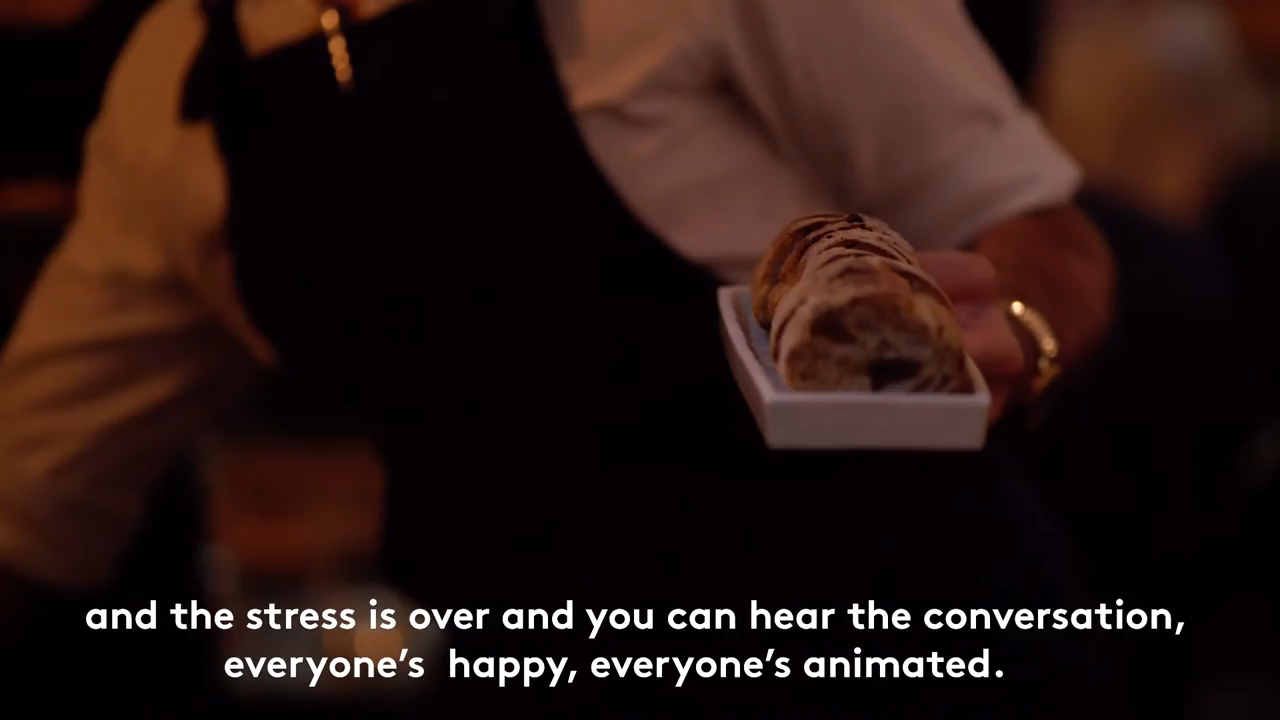 and the stress is over and you can hear the conversation,
everyone’s  happy, everyone’s animated.